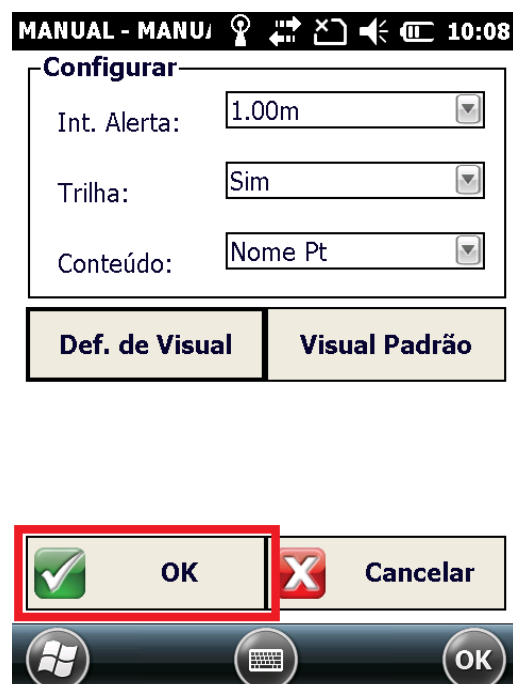 MANUAL - MANU 10:08
Configurar
Int. Alerta: 1.00m
Trilha: Sim
Conteúdo: Nome Pt
Def. de Visual Visual Padrão
OK Cancelar
OK